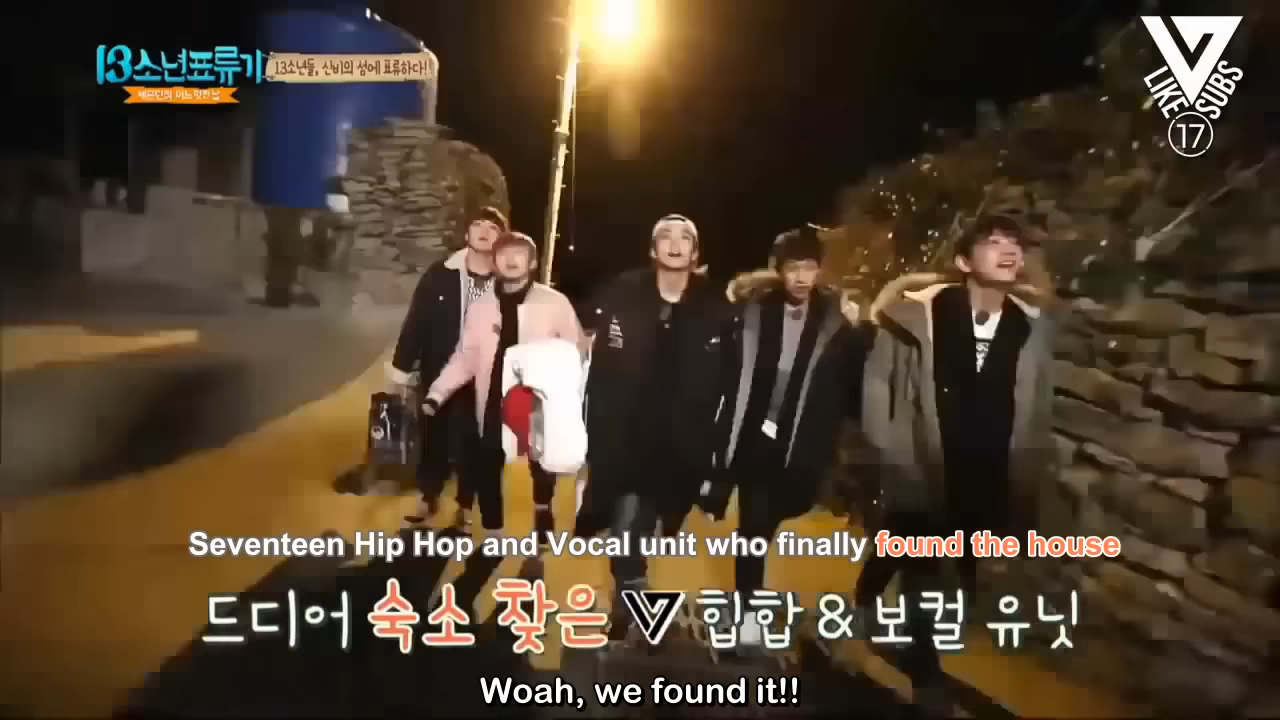 13소년표류기
13소년들, 신비의 섬에 표류하다!
세븐틴의 어느 멋진 날
LIKE
SUBS
17
Seventeen Hip Hop and Vocal unit who finally found the house
드디어 숙소 찾은 힙합 & 보컬 유닛
Woah, we found it!!